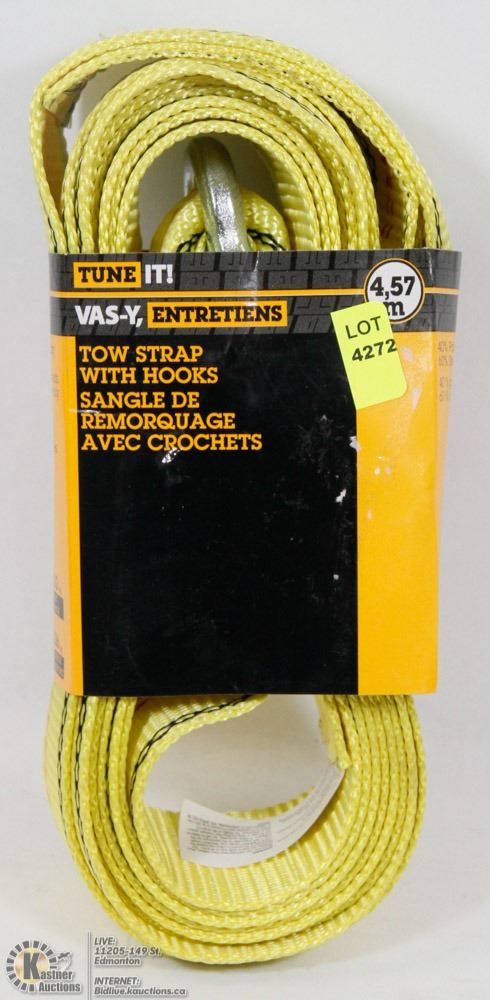 TUNE IT!
VAS-Y, ENTRETIENS
4,57
m
LOT
4272
TOW STRAP
WITH HOOKS
SANGLE DE
REMORQUAGE
AVEC CROCHETS
Kastner
Auctions
LIVE:
11205-149 St.
Edmonton
INTERNET:
Bidlive.kauctions.ca